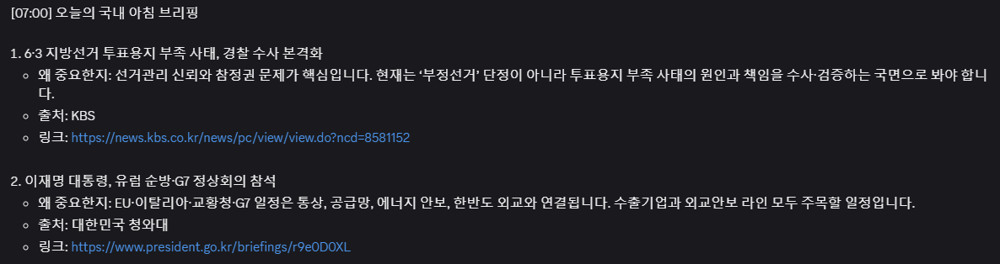 [07:00] 오늘의 국내 아침 브리핑
1. 6·3 지방선거 투표용지 부족 사태, 경찰 수사 본격화
왜 중요한지: 선거관리 신뢰와 참정권 문제가 핵심입니다. 현재는 ‘부정선거’ 단정이 아니라 투표용지 부족 사태의 원인과 책임을 수사·검증하는 국면으로 봐야 합니
다.
출처: KBS
링크: https://news.kbs.co.kr/news/pc/view/view.do?ncd=8581152
2. 이재명 대통령, 유럽 순방·G7 정상회의 참석
왜 중요한지: EU·이탈리아·교황청·G7 일정은 통상, 공급망, 에너지 안보, 한반도 외교와 연결됩니다. 수출기업과 외교안보 라인 모두 주목할 일정입니다.
출처: 대한민국 청와대
링크: https://www.president.go.kr/briefings/r9e0D0XL